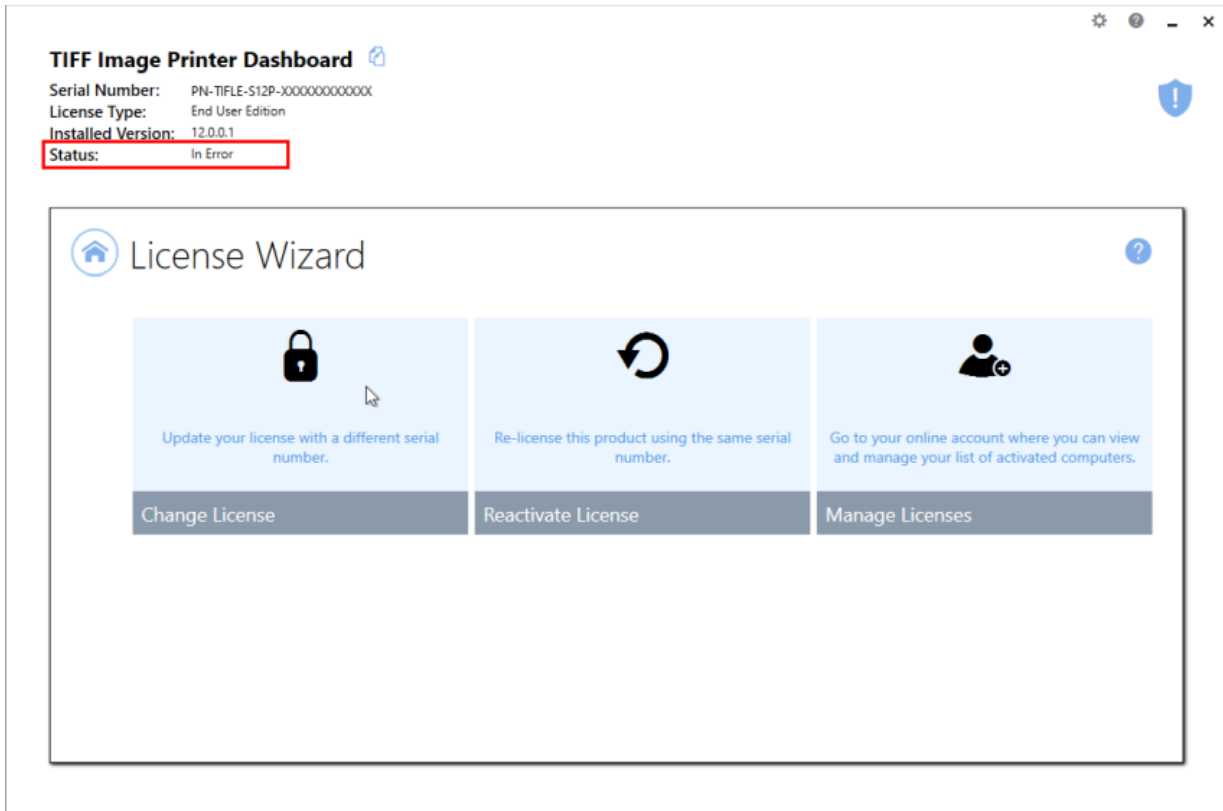 TIFF Image Printer Dashboard
Serial Number: PN-TIFLE-S12P-XXXXXXXXXXXX
License Type: End User Edition
Installed Version: 12.0.0.1
Status: In Error
License Wizard
Update your license with a different serial
number.
Change License
Re-license this product using the same serial
number.
Reactivate License
Go to your online account where you can view
and manage your list of activated computers.
Manage Licenses